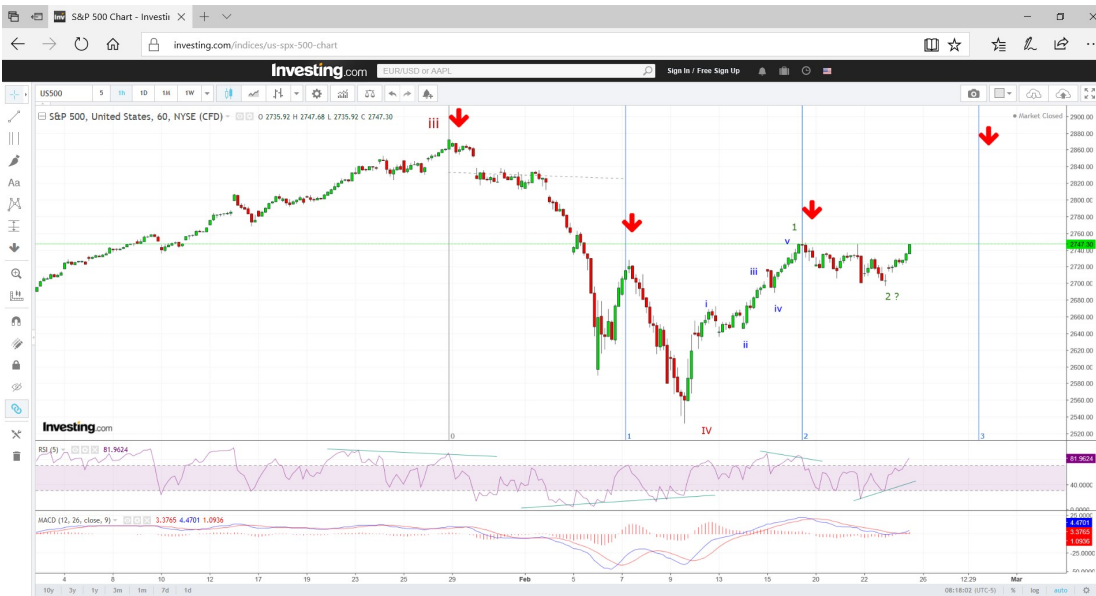 S&P 500 Chart - Investin
investing.com/indices/us-spx-500-chart
Investing.com EUR/USD or AAPL Sign In / Free Sign Up
US500 5 1h 1D 1M 1W
S&P 500, United States, 60, NYSE (CFD) O 2735.92 H 2747.68 L 2735.92 C 2747.30
Market Closed
iii
2900.00
2860.00
2840.00
2820.00
2800.00
2780.00
2760.00
2747.30
2720.00
2700.00
2680.00
2660.00
2640.00
2620.00
2600.00
2580.00
2560.00
2540.00
2520.00
1
v
iii
iv
i
ii
2 ?
IV
Investing.com
0 1 2 3
RSI (5) 81.9624
81.9624
40.0000
0.0000
MACD (12, 26, close, 9) 3.3765 4.4701 1.0936
25.0000
4.4701
3.3765
1.0936
-25.0000
-50.0000
4 8 10 12 17 19 23 25 29 Feb 5 7 9 13 15 20 22 26 12:29 Mar
10y 3y 1y 3m 1m 7d 1d 08:18:02 (UTC-5) % log auto
Aa